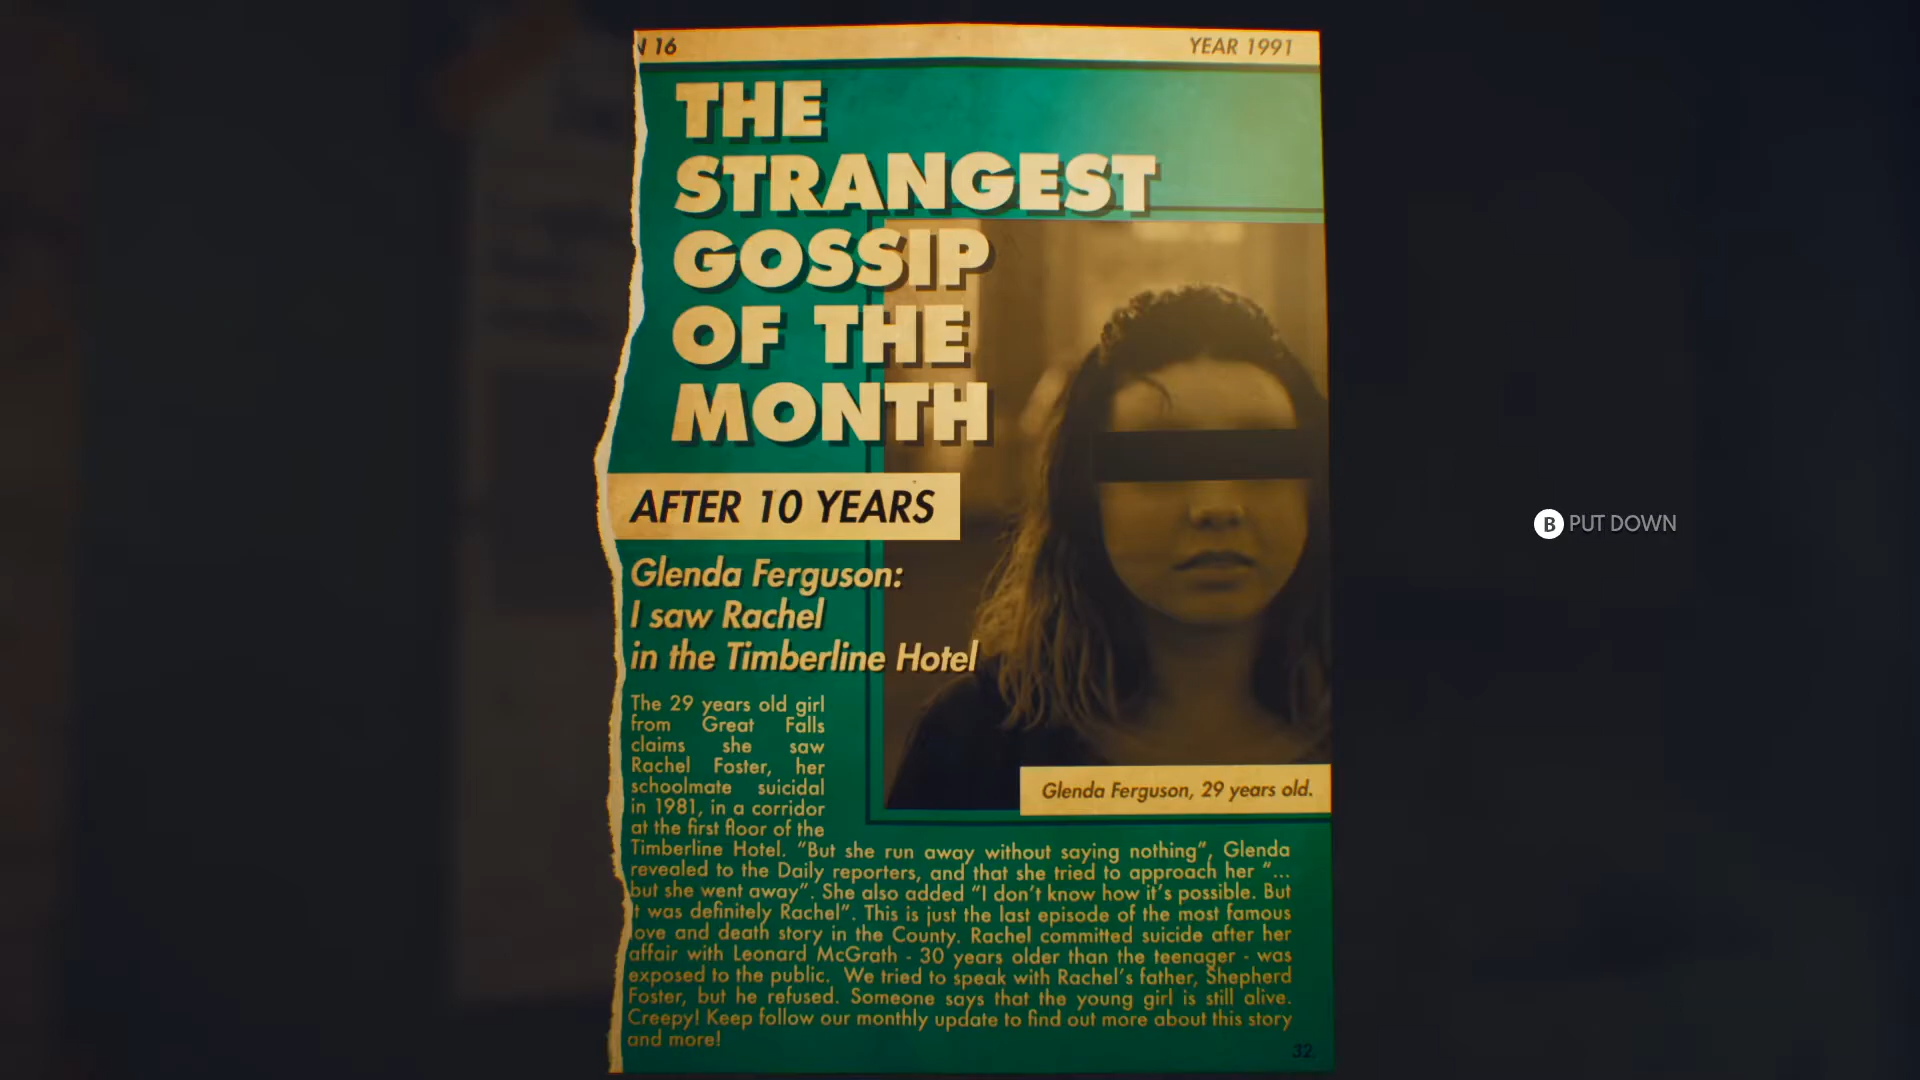 16
YEAR 1991
THE
STRANGEST
GOSSIP
OF THE
MONTH
AFTER 10 YEARS
Glenda Ferguson:
I saw Rachel
in the Timberline Hotel
The 29 years old girl
from Great Falls
claims she saw
Rachel Foster, her
schoolmate suicidal
in 1981, in a corridor
at the first floor of the
Timberline Hotel. “But she run away without saying nothing”, Glenda
revealed to the Daily reporters, and that she tried to approach her “...
but she went away”. She also added “I don’t know how it’s possible. But
it was definitely Rachel”. This is just the last episode of the most famous
love and death story in the County. Rachel committed suicide after her
affair with Leonard McGrath - 30 years older than the teenager - was
exposed to the public. We tried to speak with Rachel’s father, Shepherd
Foster, but he refused. Someone says that the young girl is still alive.
Creepy! Keep follow our monthly update to find out more about this story
and more!
Glenda Ferguson, 29 years old.
32
B PUT DOWN